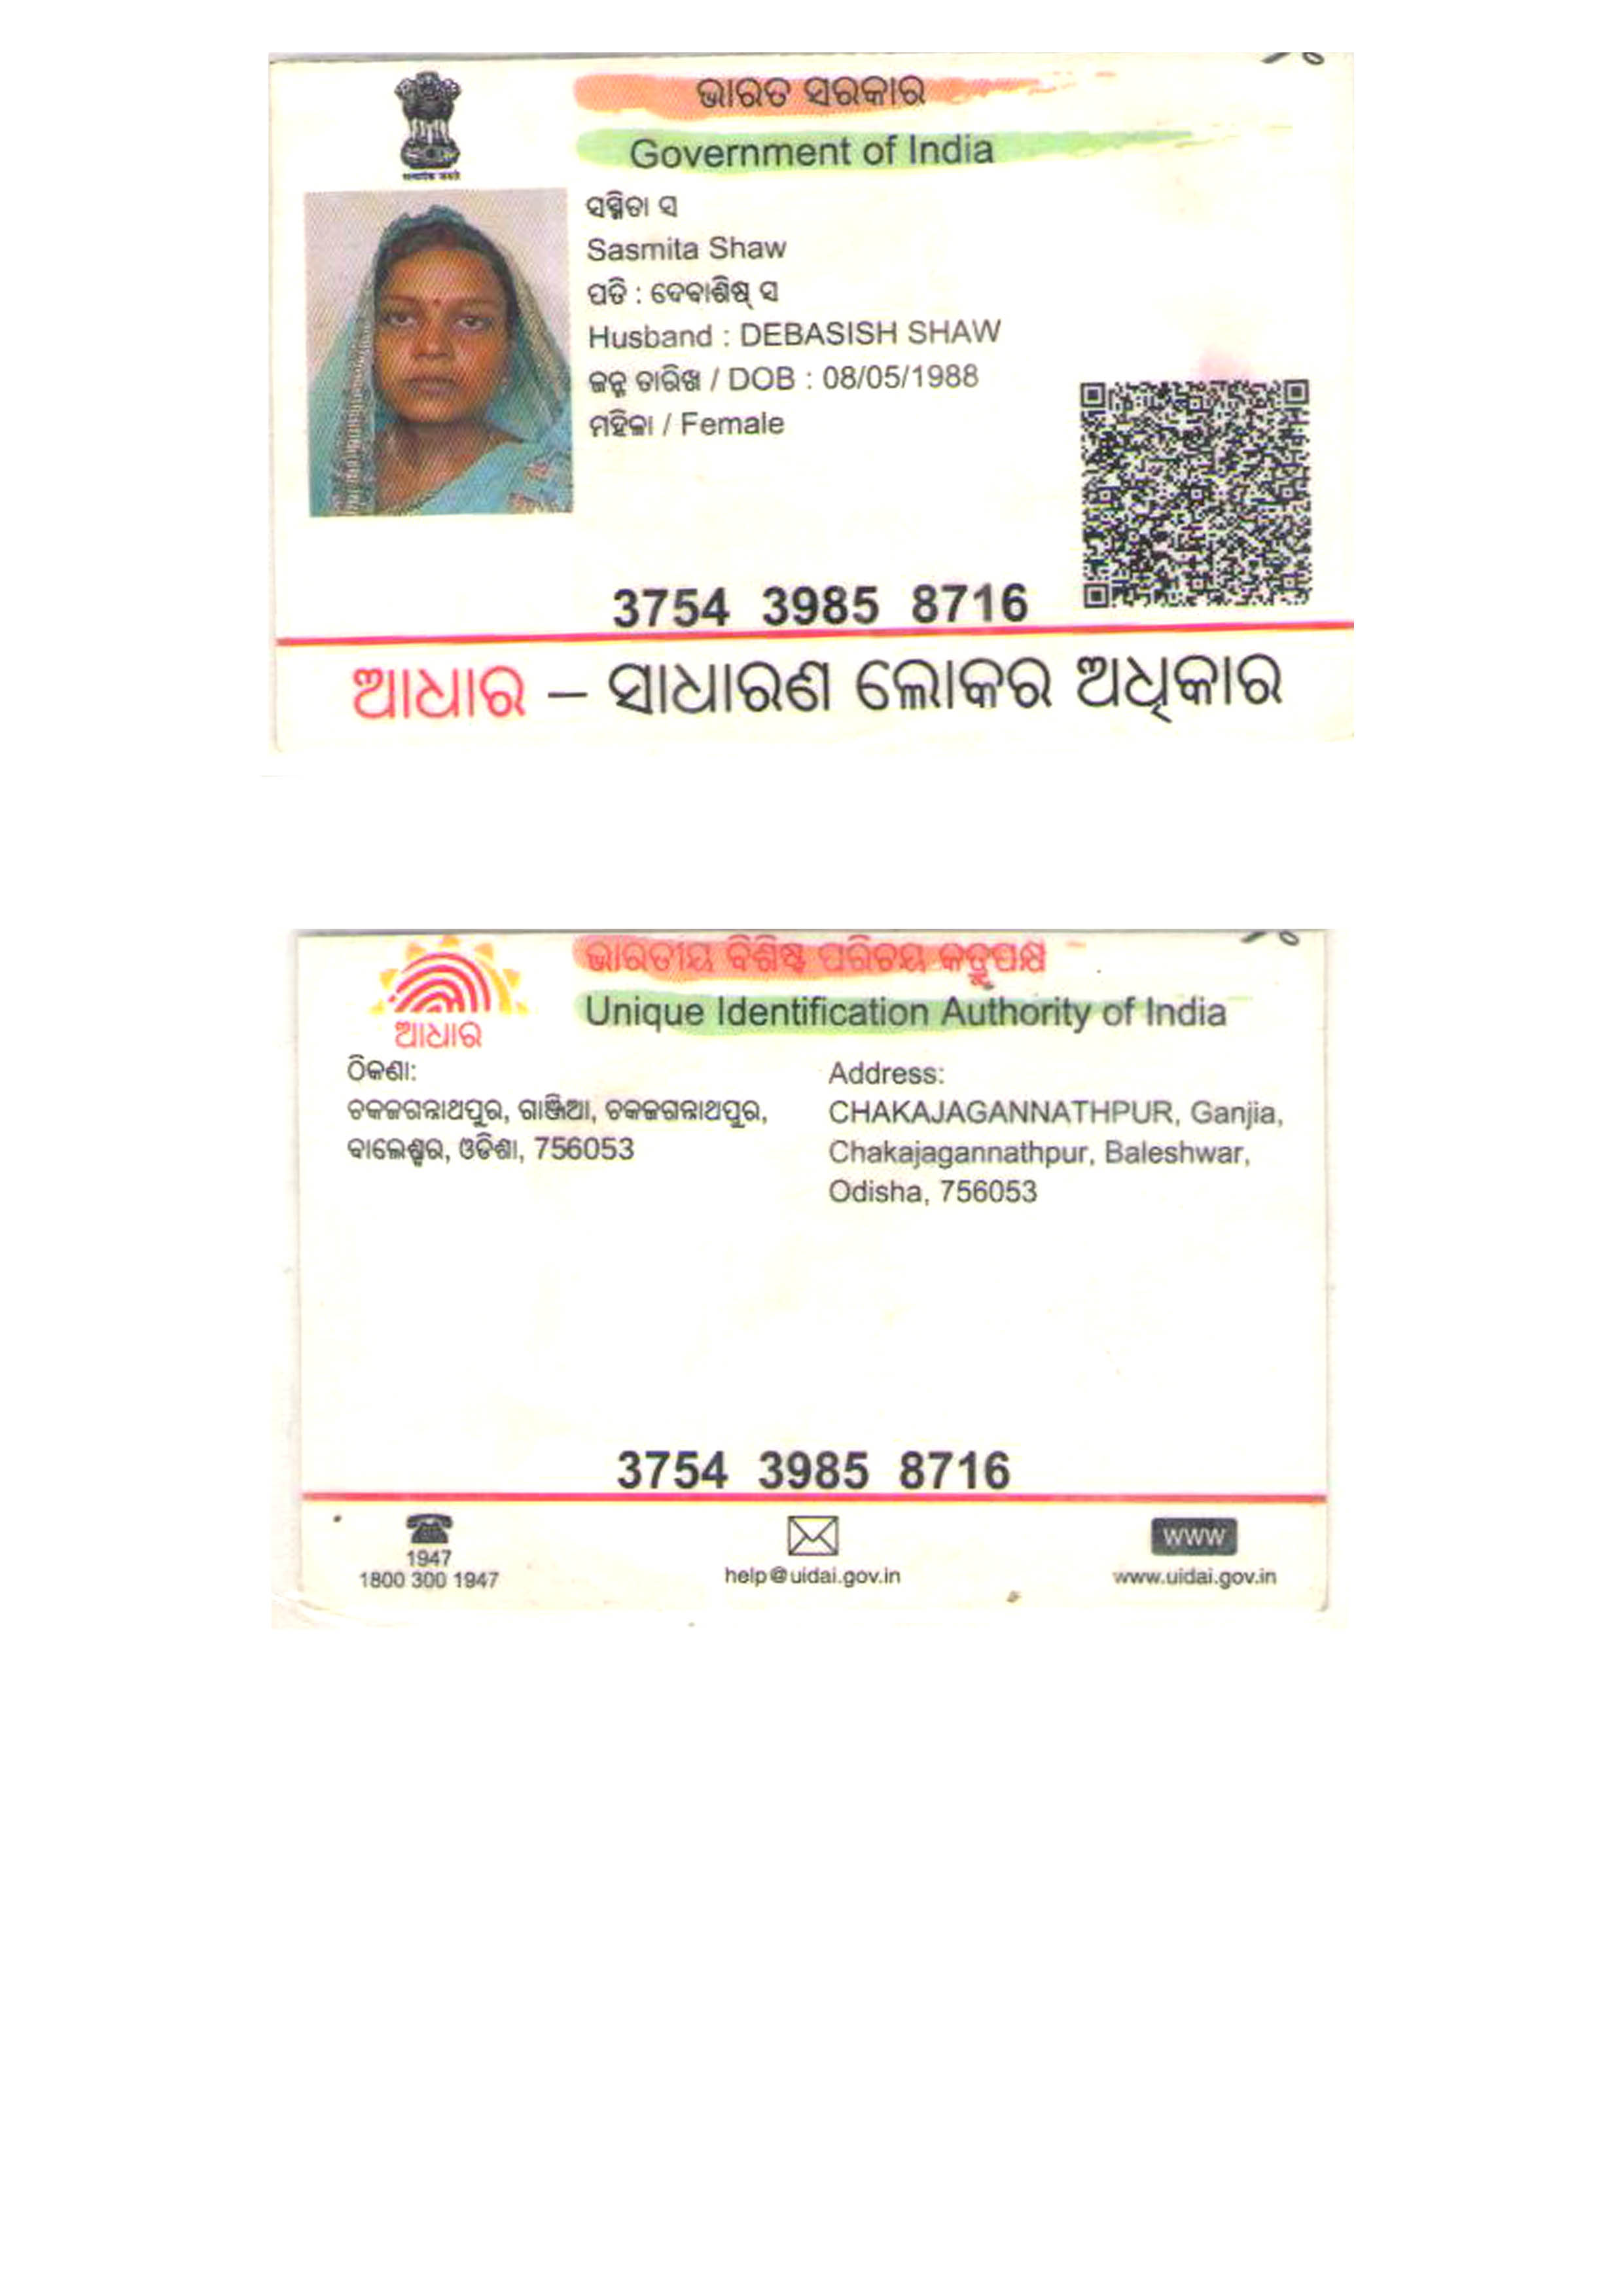 ଭାରତ ସରକାର
Government of India
ସସ୍ମିତା ସ
Sasmita Shaw
ପତି : ଦେବାଶିଷ୍ ସ
Husband : DEBASISH SHAW
ଜନ୍ମ ତାରିଖ / DOB : 08/05/1988
ମହିଳା / Female
3754 3985 8716
ଆଧାର – ସାଧାରଣ ଲୋକର ଅଧିକାର
ଭାରତୀୟ ବିଶିଷ୍ଟ ପରିଚୟ କର୍ତ୍ତୃପକ୍ଷ
Unique Identification Authority of India
ଆଧାର
ଠିକଣା:
ଚକଜଗନ୍ନାଥପୁର, ଗାଞ୍ଜିଆ, ଚକଜଗନ୍ନାଥପୁର,
ବାଲେଶ୍ୱର, ଓଡିଶା, 756053
Address:
CHAKAJAGANNATHPUR, Ganjia,
Chakajagannathpur, Baleshwar,
Odisha, 756053
3754 3985 8716
1947
1800 300 1947
help@uidai.gov.in
www
www.uidai.gov.in